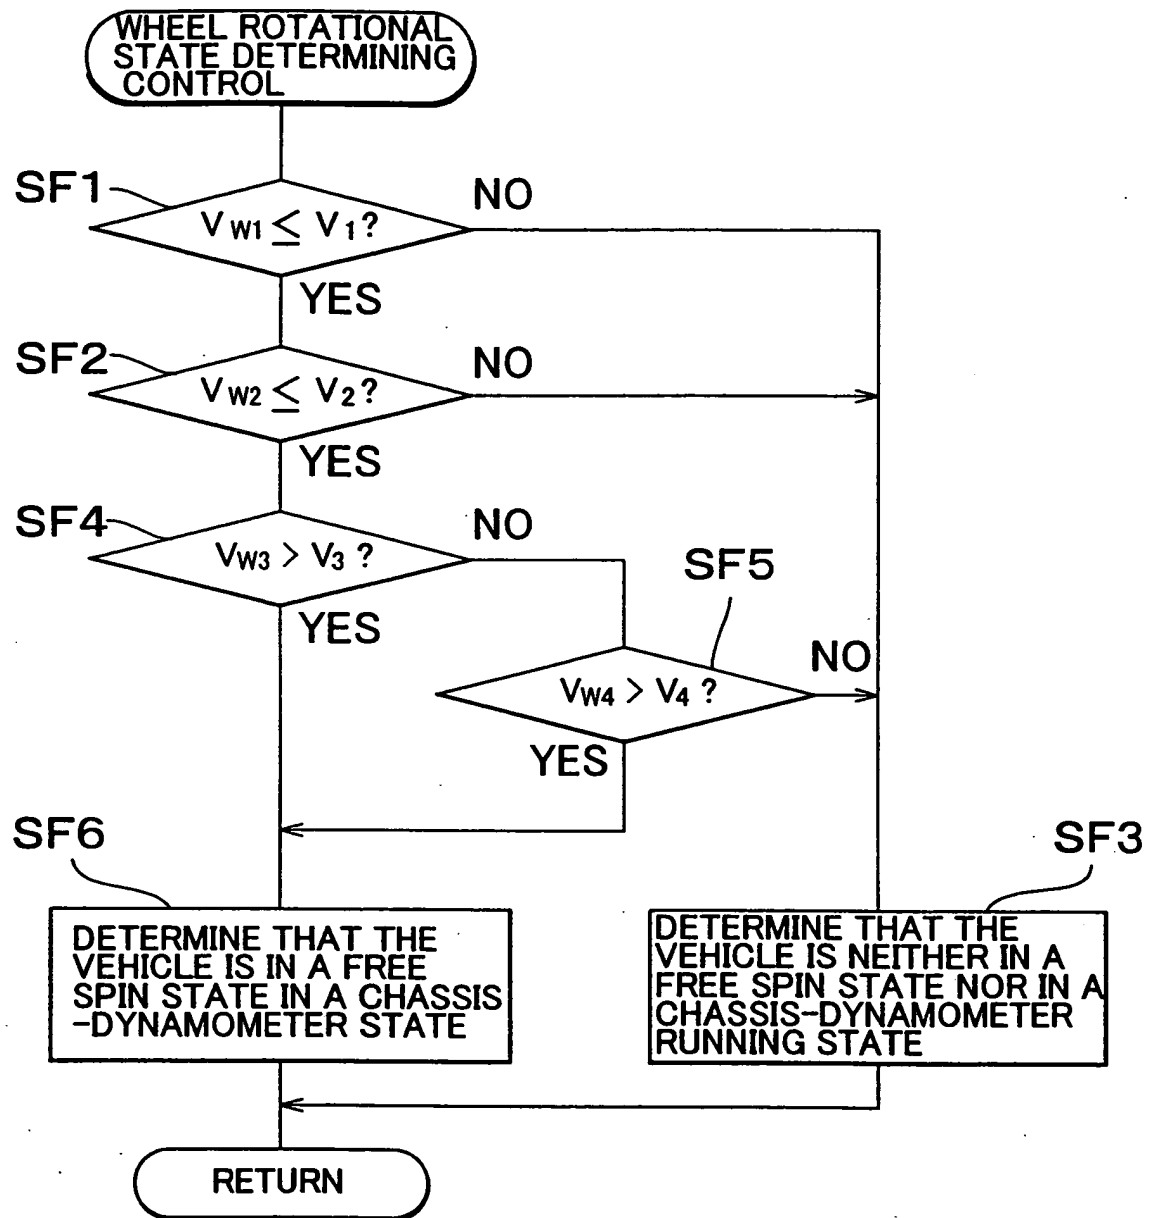 WHEEL ROTATIONAL
STATE DETERMINING
CONTROL
SF1
NO
VW1 ≤ V1?
YES
SF2
NO
VW2 ≤ V2?
YES
SF4
NO
VW3 > V3 ?
YES
SF5
NO
VW4 > V4 ?
YES
SF6
SF3
DETERMINE THAT THE
VEHICLE IS IN A FREE
SPIN STATE IN A CHASSIS
-DYNAMOMETER STATE
DETERMINE THAT THE
VEHICLE IS NEITHER IN A
FREE SPIN STATE NOR IN A
CHASSIS-DYNAMOMETER
RUNNING STATE
RETURN